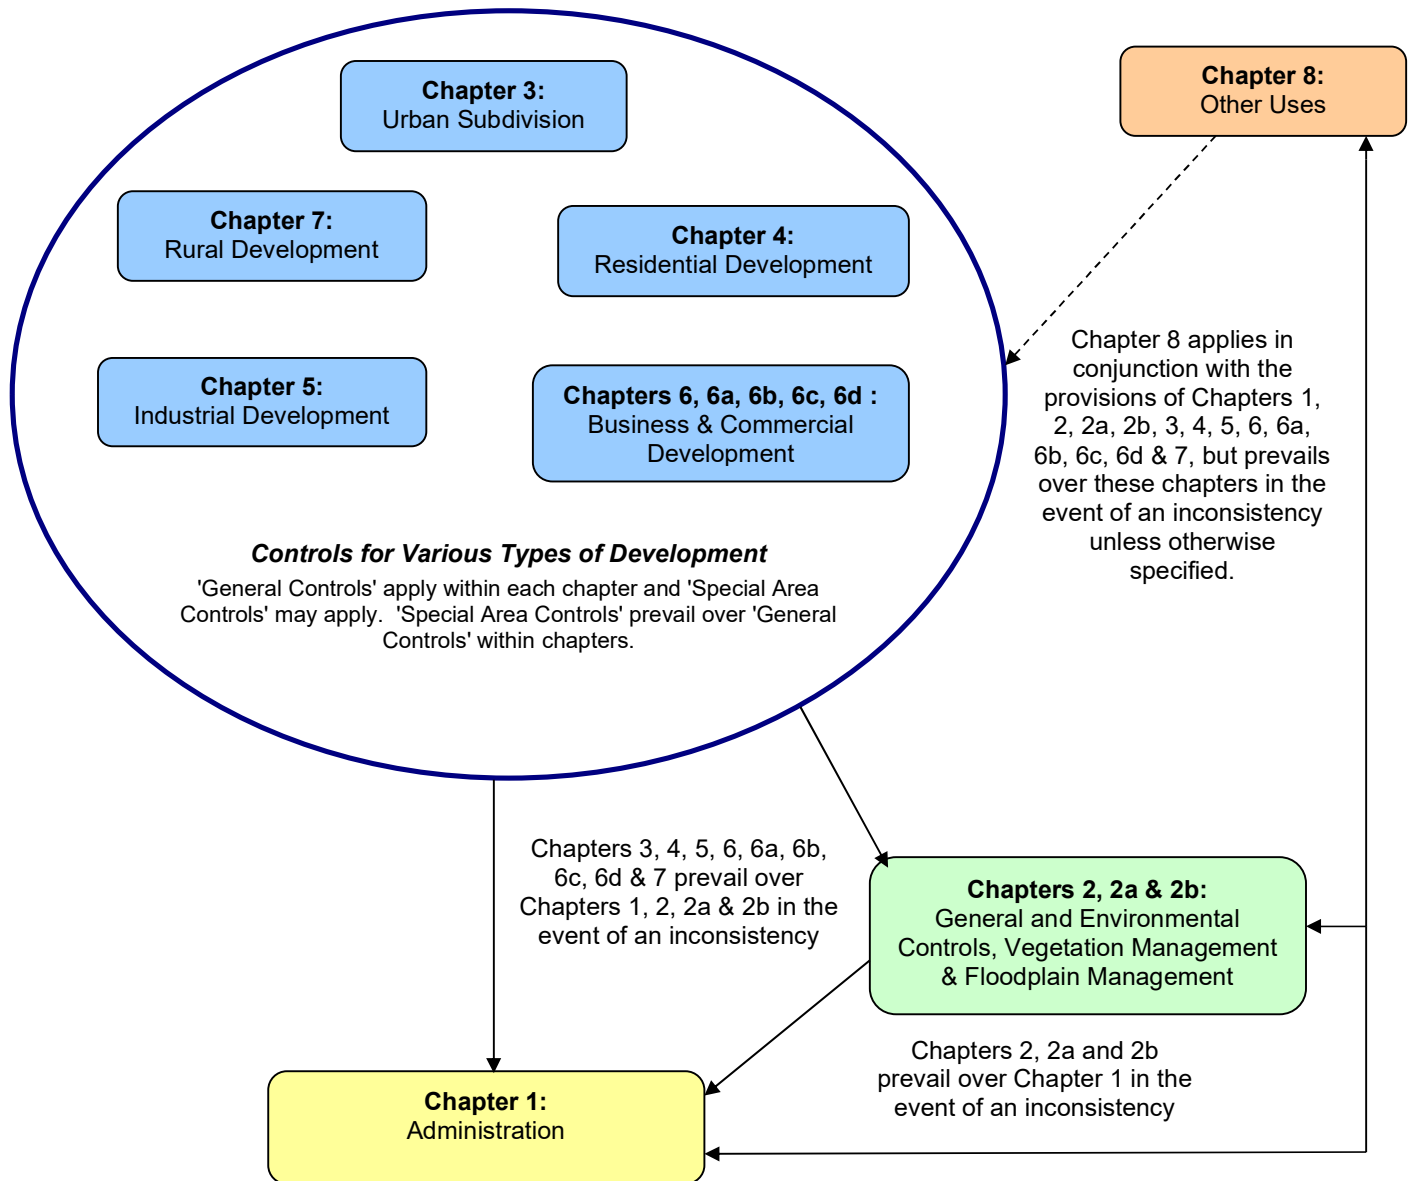 Chapter 3:
Urban Subdivision
Chapter 8:
Other Uses
Chapter 7:
Rural Development
Chapter 4:
Residential Development
Chapter 5:
Industrial Development
Chapters 6, 6a, 6b, 6c, 6d :
Business & Commercial
Development
Chapter 8 applies in
conjunction with the
provisions of Chapters 1,
2, 2a, 2b, 3, 4, 5, 6, 6a,
6b, 6c, 6d & 7, but prevails
over these chapters in the
event of an inconsistency
unless otherwise
specified.
Controls for Various Types of Development
'General Controls' apply within each chapter and 'Special Area
Controls' may apply.  'Special Area Controls' prevail over 'General
Controls' within chapters.
Chapters 3, 4, 5, 6, 6a, 6b,
6c, 6d & 7 prevail over
Chapters 1, 2, 2a & 2b in the
event of an inconsistency
Chapters 2, 2a & 2b:
General and Environmental
Controls, Vegetation Management
& Floodplain Management
Chapters 2, 2a and 2b
prevail over Chapter 1 in the
event of an inconsistency
Chapter 1:
Administration